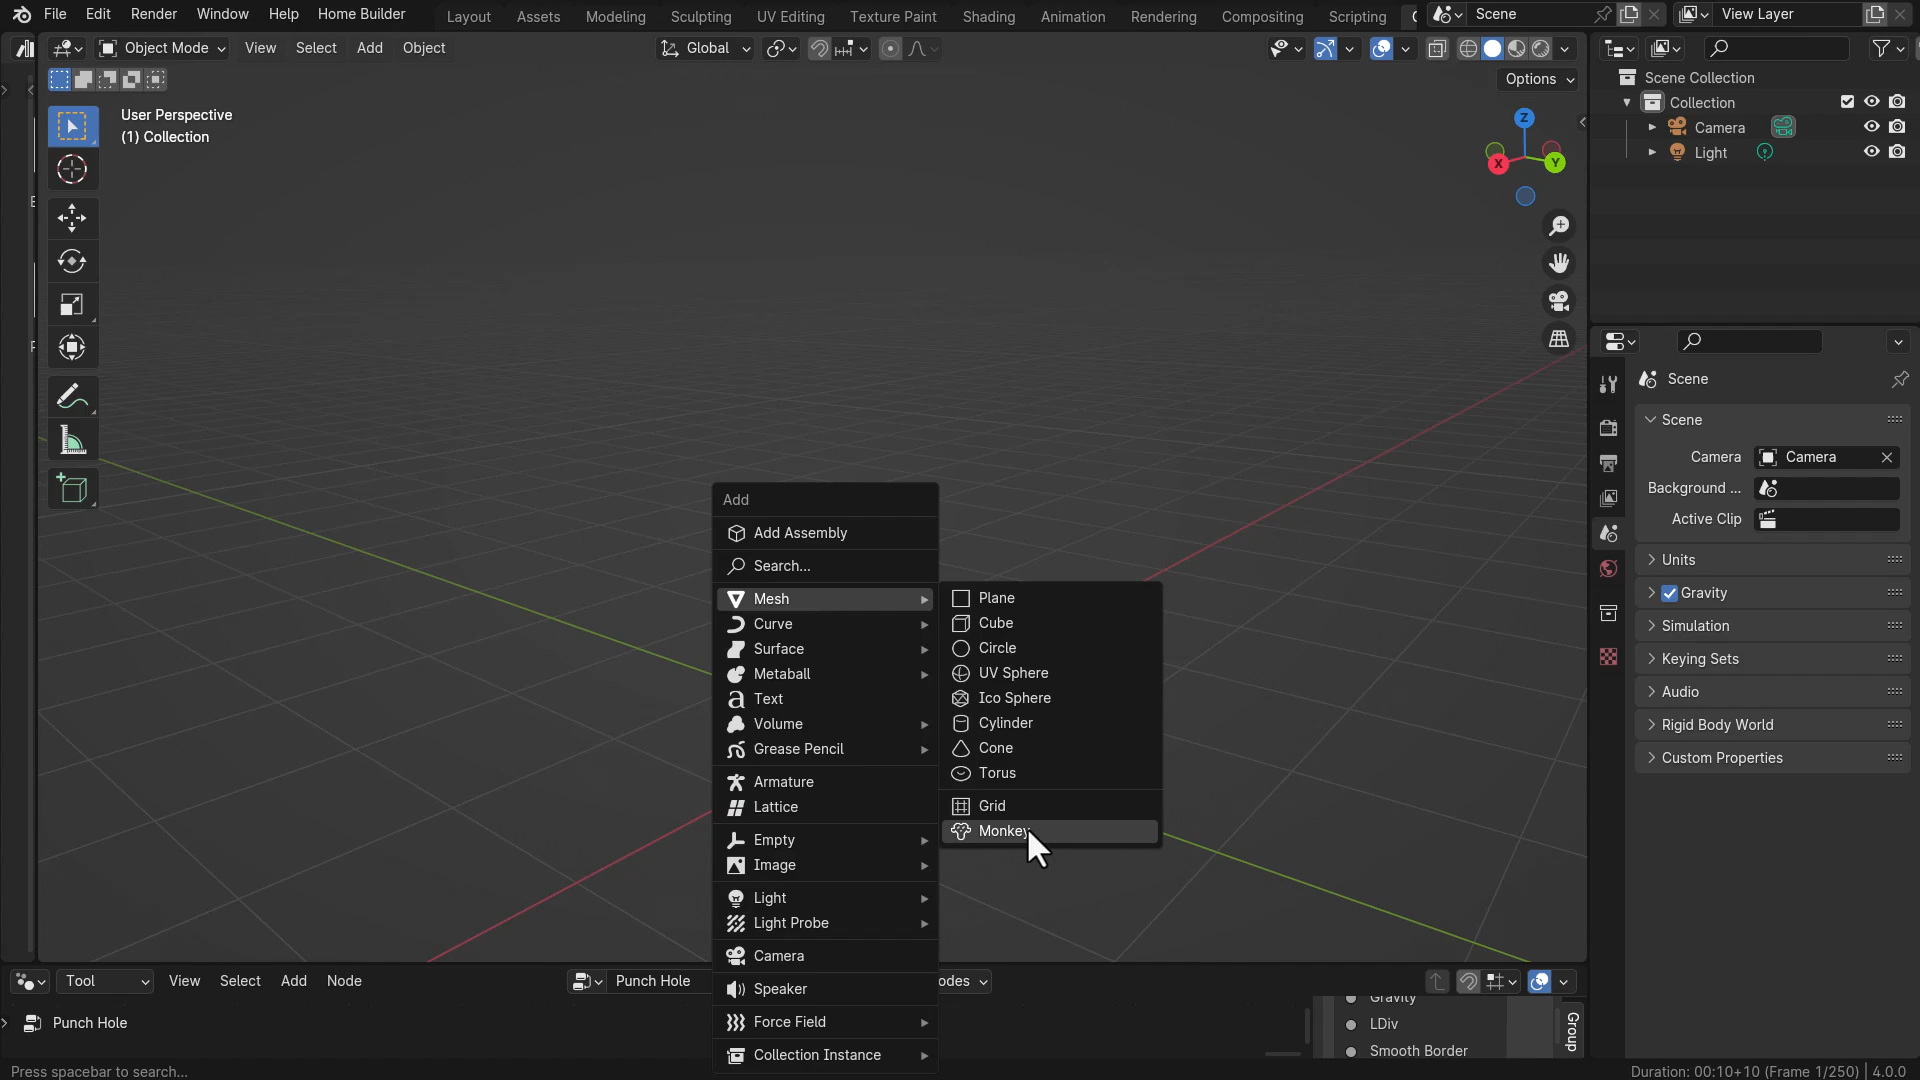 File Edit Render Window Help Home Builder
Layout Assets Modeling Sculpting UV Editing Texture Paint Shading Animation Rendering Compositing Scripting
Scene
View Layer
Object Mode View Select Add Object
Global
Options
User Perspective
(1) Collection
Z
X
Y
Scene Collection
Collection
Camera
Light
Scene
Scene
Camera Camera
Background ...
Active Clip
Units
Gravity
Simulation
Keying Sets
Audio
Rigid Body World
Custom Properties
Add
Add Assembly
Search...
Mesh
Curve
Surface
Metaball
Text
Volume
Grease Pencil
Armature
Lattice
Empty
Image
Light
Light Probe
Camera
Speaker
Force Field
Collection Instance
Plane
Cube
Circle
UV Sphere
Ico Sphere
Cylinder
Cone
Torus
Grid
Monkey
Tool View Select Add Node
Punch Hole
odes
Punch Hole
Gravity
LDiv
Smooth Border
Group
Press spacebar to search...
Duration: 00:10+10 (Frame 1/250) | 4.0.0